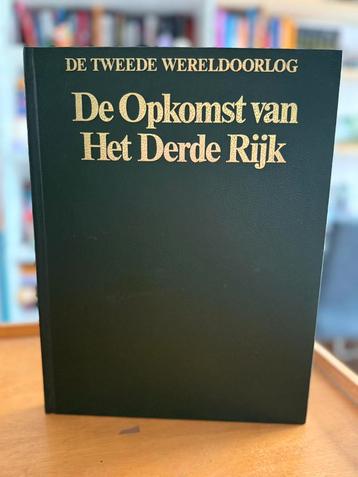 DE TWEEDE WERELDOORLOG
De Opkomst van
Het Derde Rijk